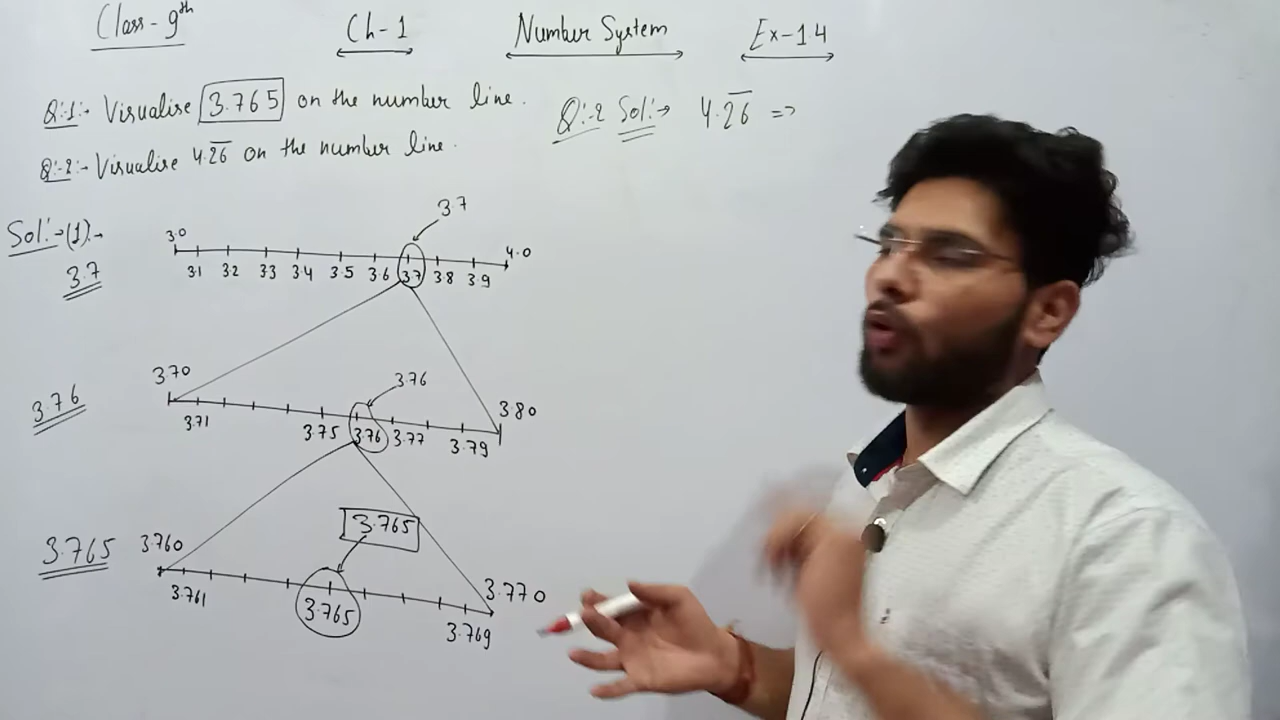 Class - 9th Ch-1 Number System Ex-1.4
Q:1:- Visualise 3.765 on the number line.
Q:-2:- Visualise 4.2̅6̅ on the number line.
Q:-2 Sol:→ 4.2̅6̅ =>
Sol:→(1).→
3.7
3.7
3.0 4.0
3.1 3.2 3.3 3.4 3.5 3.6 3.7 3.8 3.9
3.76
3.76
3.70 3.80
3.71 3.75 3.76 3.77 3.79
3.765
3.765
3.760 3.770
3.761 3.765 3.769